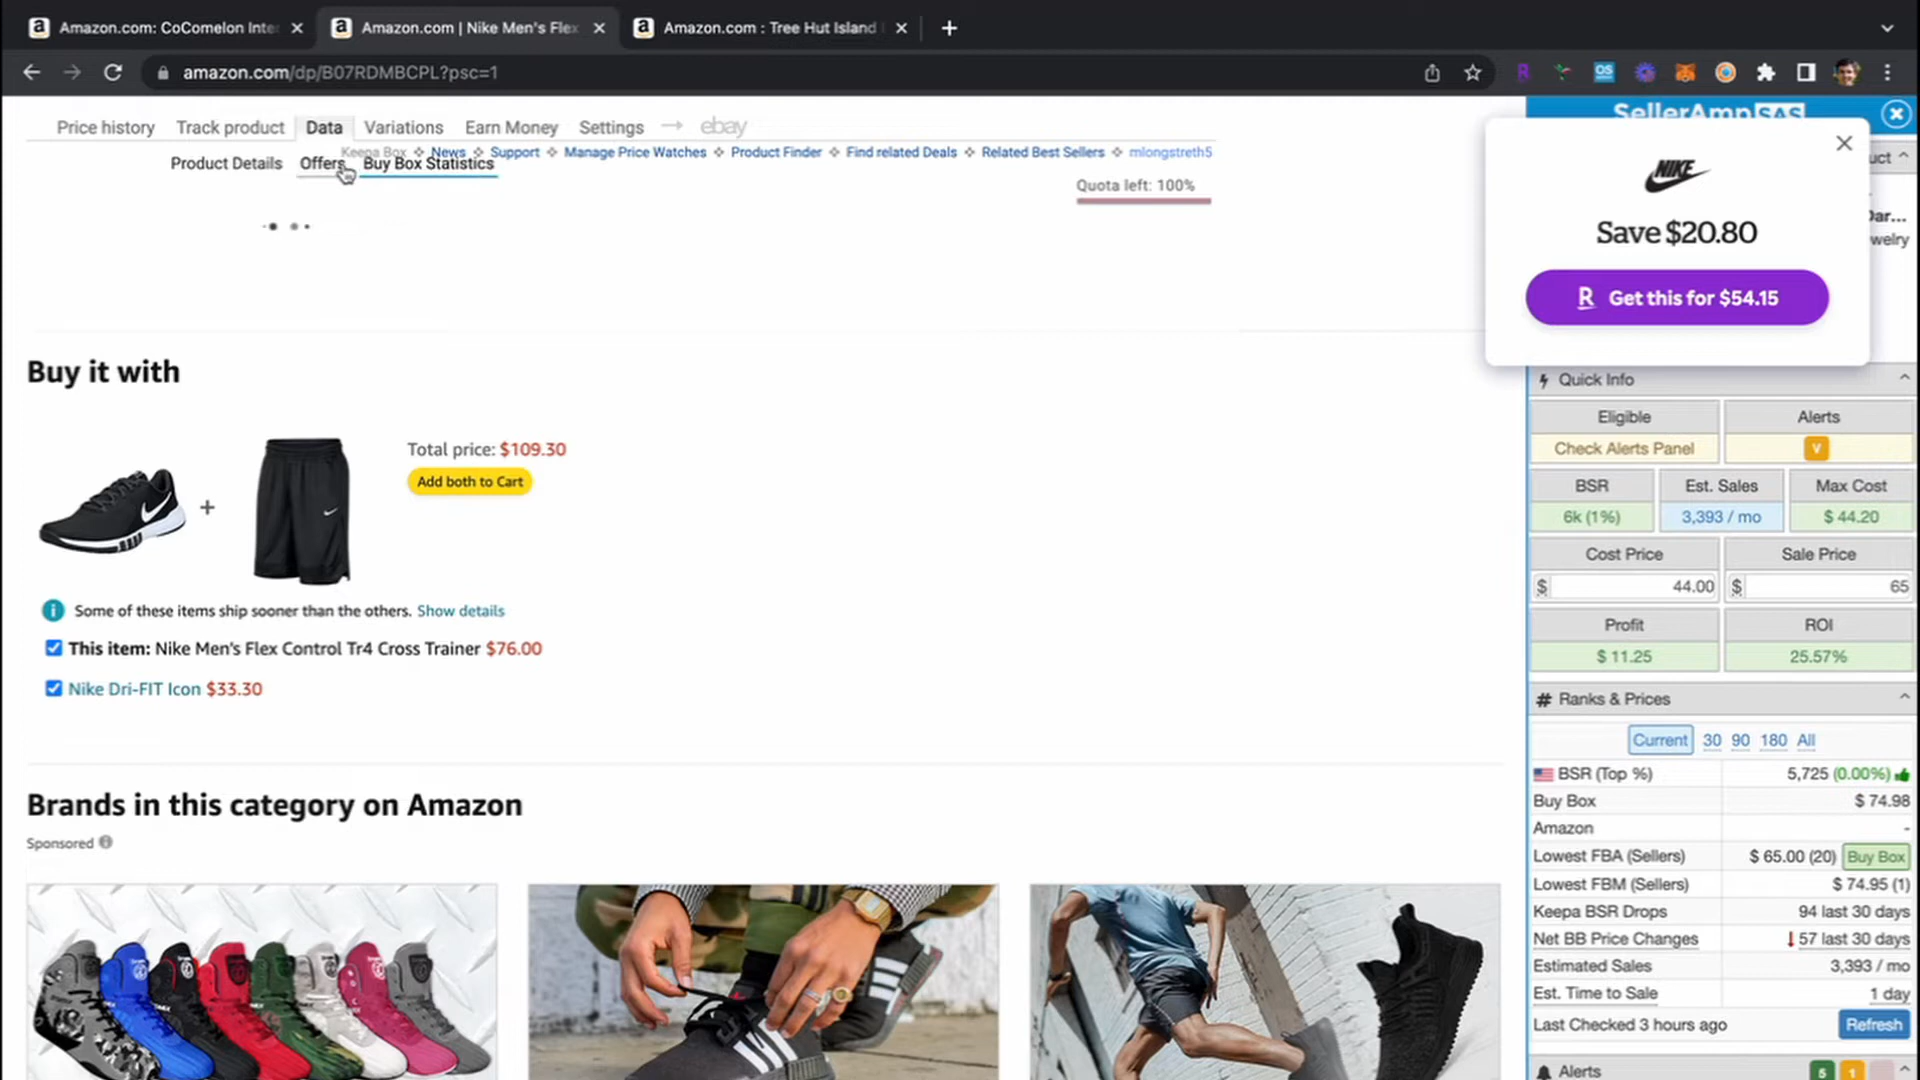 Amazon.com: CoComelon Inte
Amazon.com | Nike Men's Flex
Amazon.com : Tree Hut Island
amazon.com/dp/B07RDMBCPL?psc=1
Price history Track product Data Variations Earn Money Settings → ebay
Keepa Box News Support Manage Price Watches Product Finder Find related Deals Related Best Sellers mlongstreth5
Product Details Offers Buy Box Statistics
Quota left: 100%
SellerAmp SAS
NIKE
Save $20.80
R Get this for $54.15
uct
Dar...
welry
Buy it with
Total price: $109.30
Add both to Cart
+
Some of these items ship sooner than the others. Show details
This item: Nike Men's Flex Control Tr4 Cross Trainer $76.00
Nike Dri-FIT Icon $33.30
Brands in this category on Amazon
Sponsored
Quick Info
Eligible Alerts
Check Alerts Panel V
BSR Est. Sales Max Cost
6k (1%) 3,393 / mo $ 44.20
Cost Price Sale Price
$ 44.00 $ 65
Profit ROI
$ 11.25 25.57%
# Ranks & Prices
Current 30 90 180 All
BSR (Top %) 5,725 (0.00%)
Buy Box $ 74.98
Amazon -
Lowest FBA (Sellers) $ 65.00 (20) Buy Box
Lowest FBM (Sellers) $ 74.95 (1)
Keepa BSR Drops 94 last 30 days
Net BB Price Changes 57 last 30 days
Estimated Sales 3,393 / mo
Est. Time to Sale 1 day
Last Checked 3 hours ago Refresh
Alerts 5 1